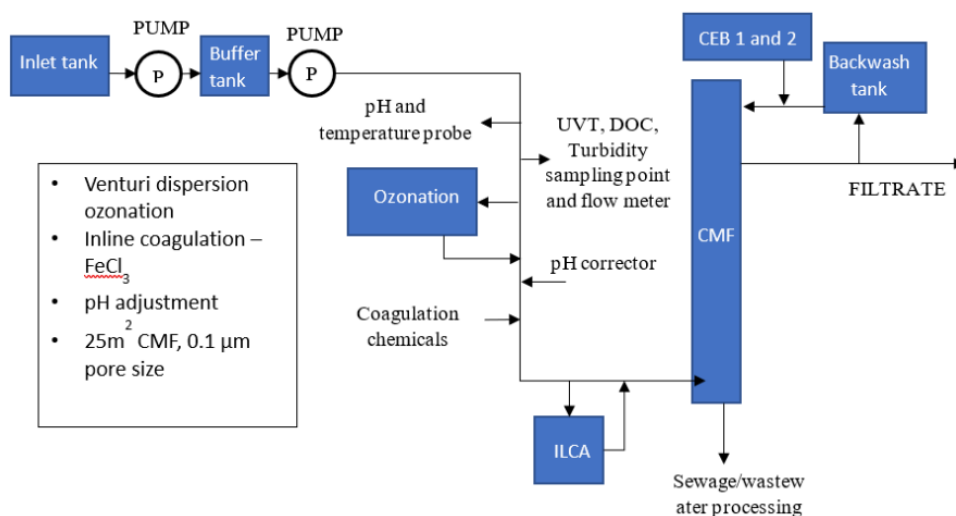 PUMP
PUMP
Inlet tank
P
Buffer
tank
P
CEB 1 and 2
Backwash
tank
pH and
temperature probe
UVT, DOC,
Turbidity
sampling point
and flow meter
Ozonation
pH corrector
Coagulation
chemicals
CMF
FILTRATE
ILCA
Sewage/wastew
ater processing
• Venturi dispersion
ozonation
• Inline coagulation –
FeCl3
• pH adjustment
• 25m2 CMF, 0.1 μm
pore size